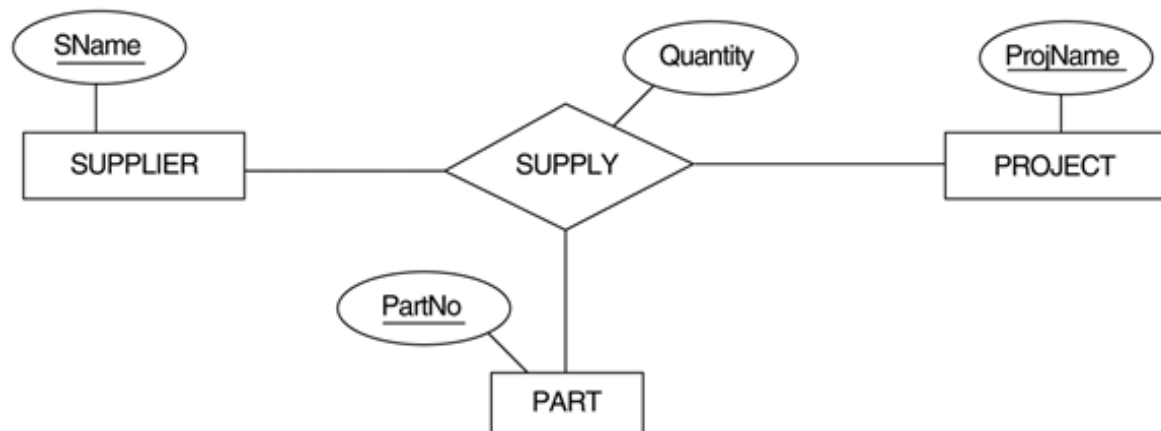 SName
Quantity
ProjName
SUPPLIER
SUPPLY
PROJECT
PartNo
PART